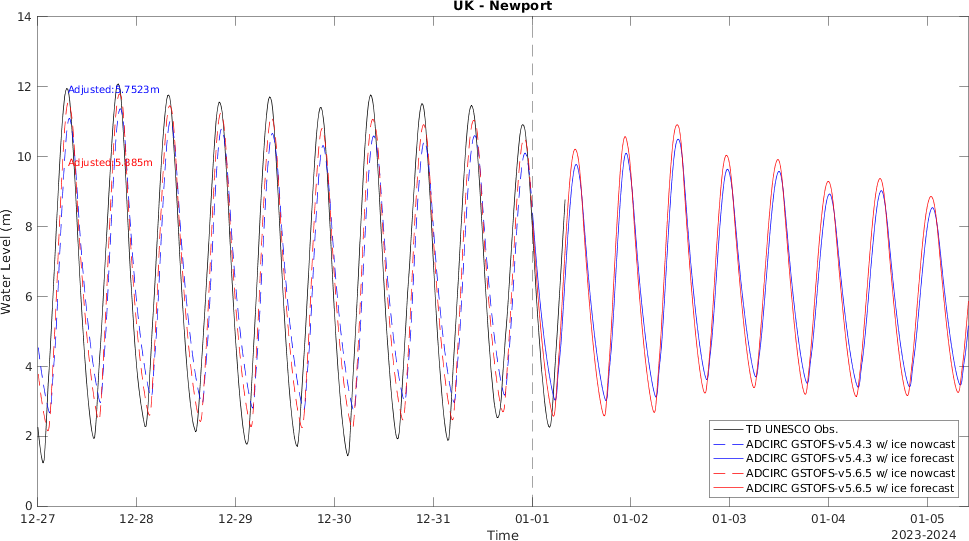 UK - Newport
14
12
10
8
6
4
2
0
Water Level (m)
Adjusted:5.7523m
Adjusted:5.885m
12-27 12-28 12-29 12-30 12-31 01-01 01-02 01-03 01-04 01-05
Time
2023-2024
TD UNESCO Obs.
ADCIRC GSTOFS-v5.4.3 w/ ice nowcast
ADCIRC GSTOFS-v5.4.3 w/ ice forecast
ADCIRC GSTOFS-v5.6.5 w/ ice nowcast
ADCIRC GSTOFS-v5.6.5 w/ ice forecast